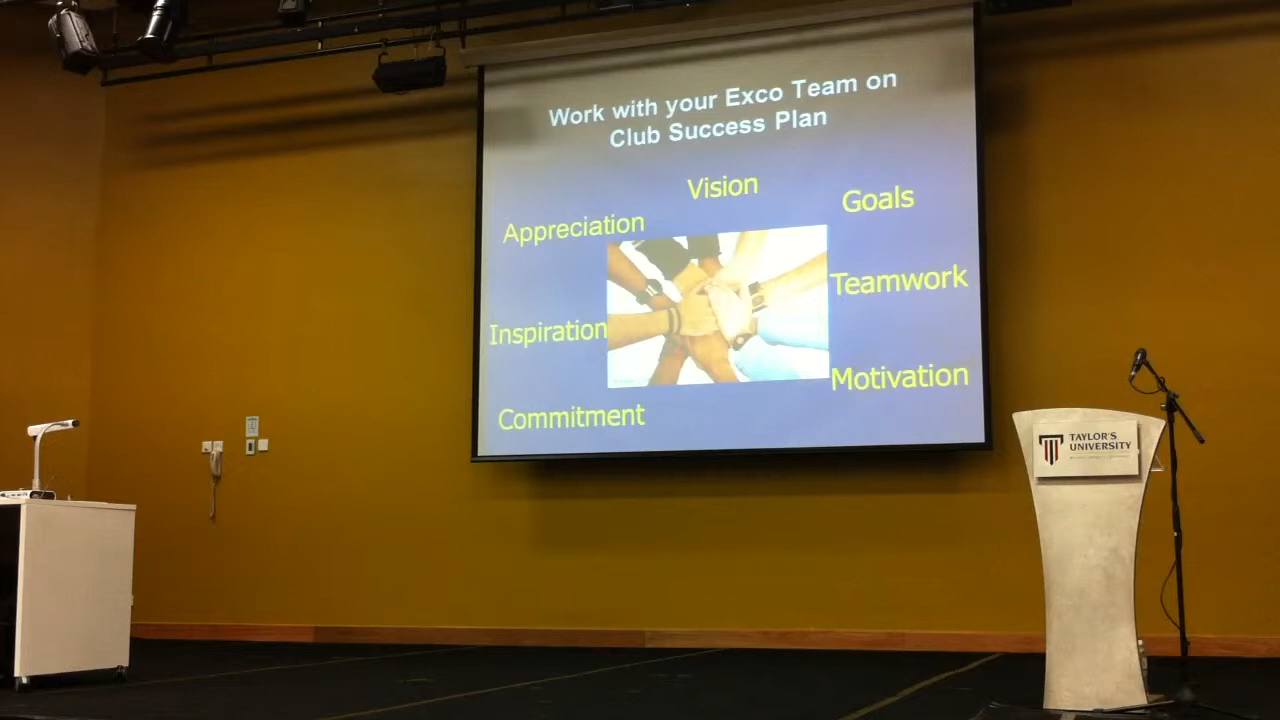 Work with your Exco Team on
Club Success Plan
Vision
Goals
Appreciation
Teamwork
Inspiration
Motivation
Commitment
TAYLOR'S
UNIVERSITY